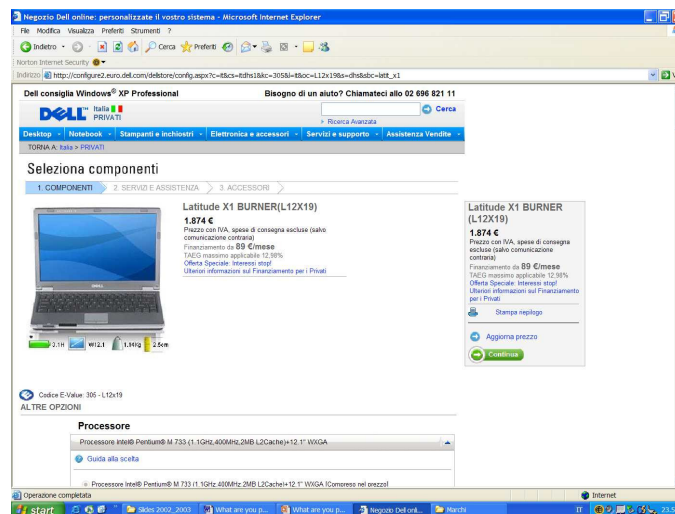 Negozio Dell online: personalizzate il vostro sistema - Microsoft Internet Explorer
File Modifica Visualizza Preferiti Strumenti ?
Indietro Cerca Preferiti
Norton Internet Security
Indirizzo http://configure2.euro.dell.com/dellstore/config.aspx?c=it&cs=itdhs1&kc=305&l=it&oc=L12x19&s=dhs&sbc=latit_x1
Dell consiglia Windows® XP Professional Bisogno di un aiuto? Chiamateci allo 02 696 821 11
DELL™ Italia PRIVATI Cerca
Ricerca Avanzata
Desktop Notebook Stampanti e inchiostri Elettronica e accessori Servizi e supporto Assistenza Vendite
TORNA A: Italia > PRIVATI
Seleziona componenti
1. COMPONENTI 2. SERVIZI E ASSISTENZA 3. ACCESSORI
Latitude X1 BURNER(L12X19)
1.874 €
Prezzo con IVA, spese di consegna escluse (salvo
comunicazione contraria)
Finanziamento da 89 €/mese
TAEG massimo applicabile 12.98%
Offerta Speciale: Interessi stop!
Ulteriori informazioni sul Finanziamento per i Privati
DELL
3.1H W12.1 1.14Kg 2.5cm
Latitude X1 BURNER
(L12X19)
1.874 €
Prezzo con IVA, spese di consegna
escluse (salvo comunicazione
contraria)
Finanziamento da 89 €/mese
TAEG massimo applicabile 12.98%
Offerta Speciale: Interessi stop!
Ulteriori informazioni sul Finanziamento
per i Privati
Stampa riepilogo
Aggiorna prezzo
Continua
Codice E-Value: 305 - L12x19
ALTRE OPZIONI
Processore
Processore Intel® Pentium® M 733 (1.1GHz,400MHz,2MB L2Cache)+12.1" WXGA
Guida alla scelta
Processore Intel® Pentium® M 733 (1.1GHz,400MHz,2MB L2Cache)+12.1" WXGA [Compreso nel prezzo]
Operazione completata Internet
start Slides 2002_2003 What are you p... What are you p... Negozio Dell onli... Marchi IT 23.5